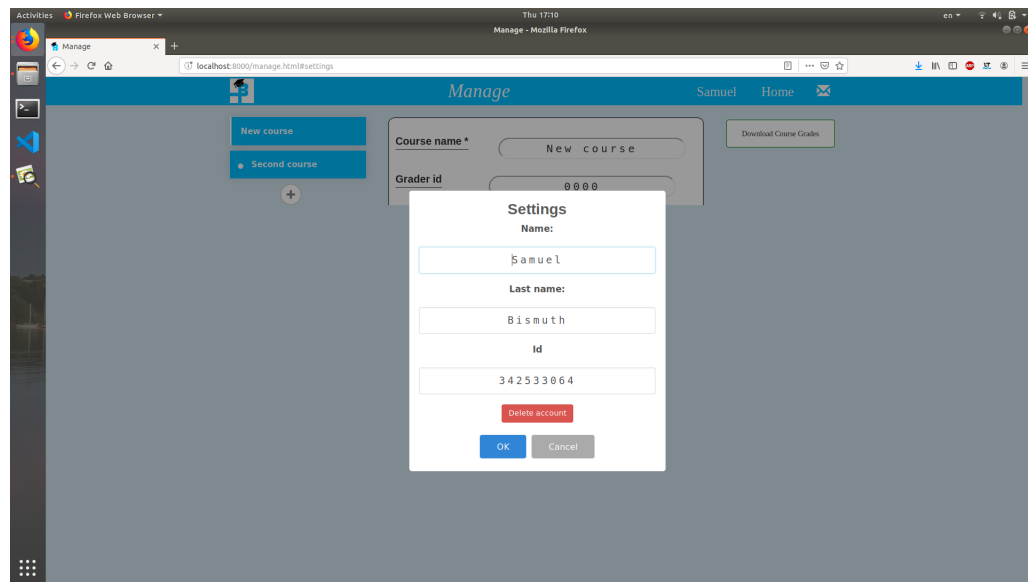 Activities Firefox Web Browser Thu 17:10 en
Manage - Mozilla Firefox
Manage
localhost:8000/manage.html#settings
Manage Samuel Home
New course
Second course
Course name *
New course
Download Course Grades
Grader id
0000
Settings
Name:
Samuel
Last name:
Bismuth
Id
342533064
Delete account
OK Cancel